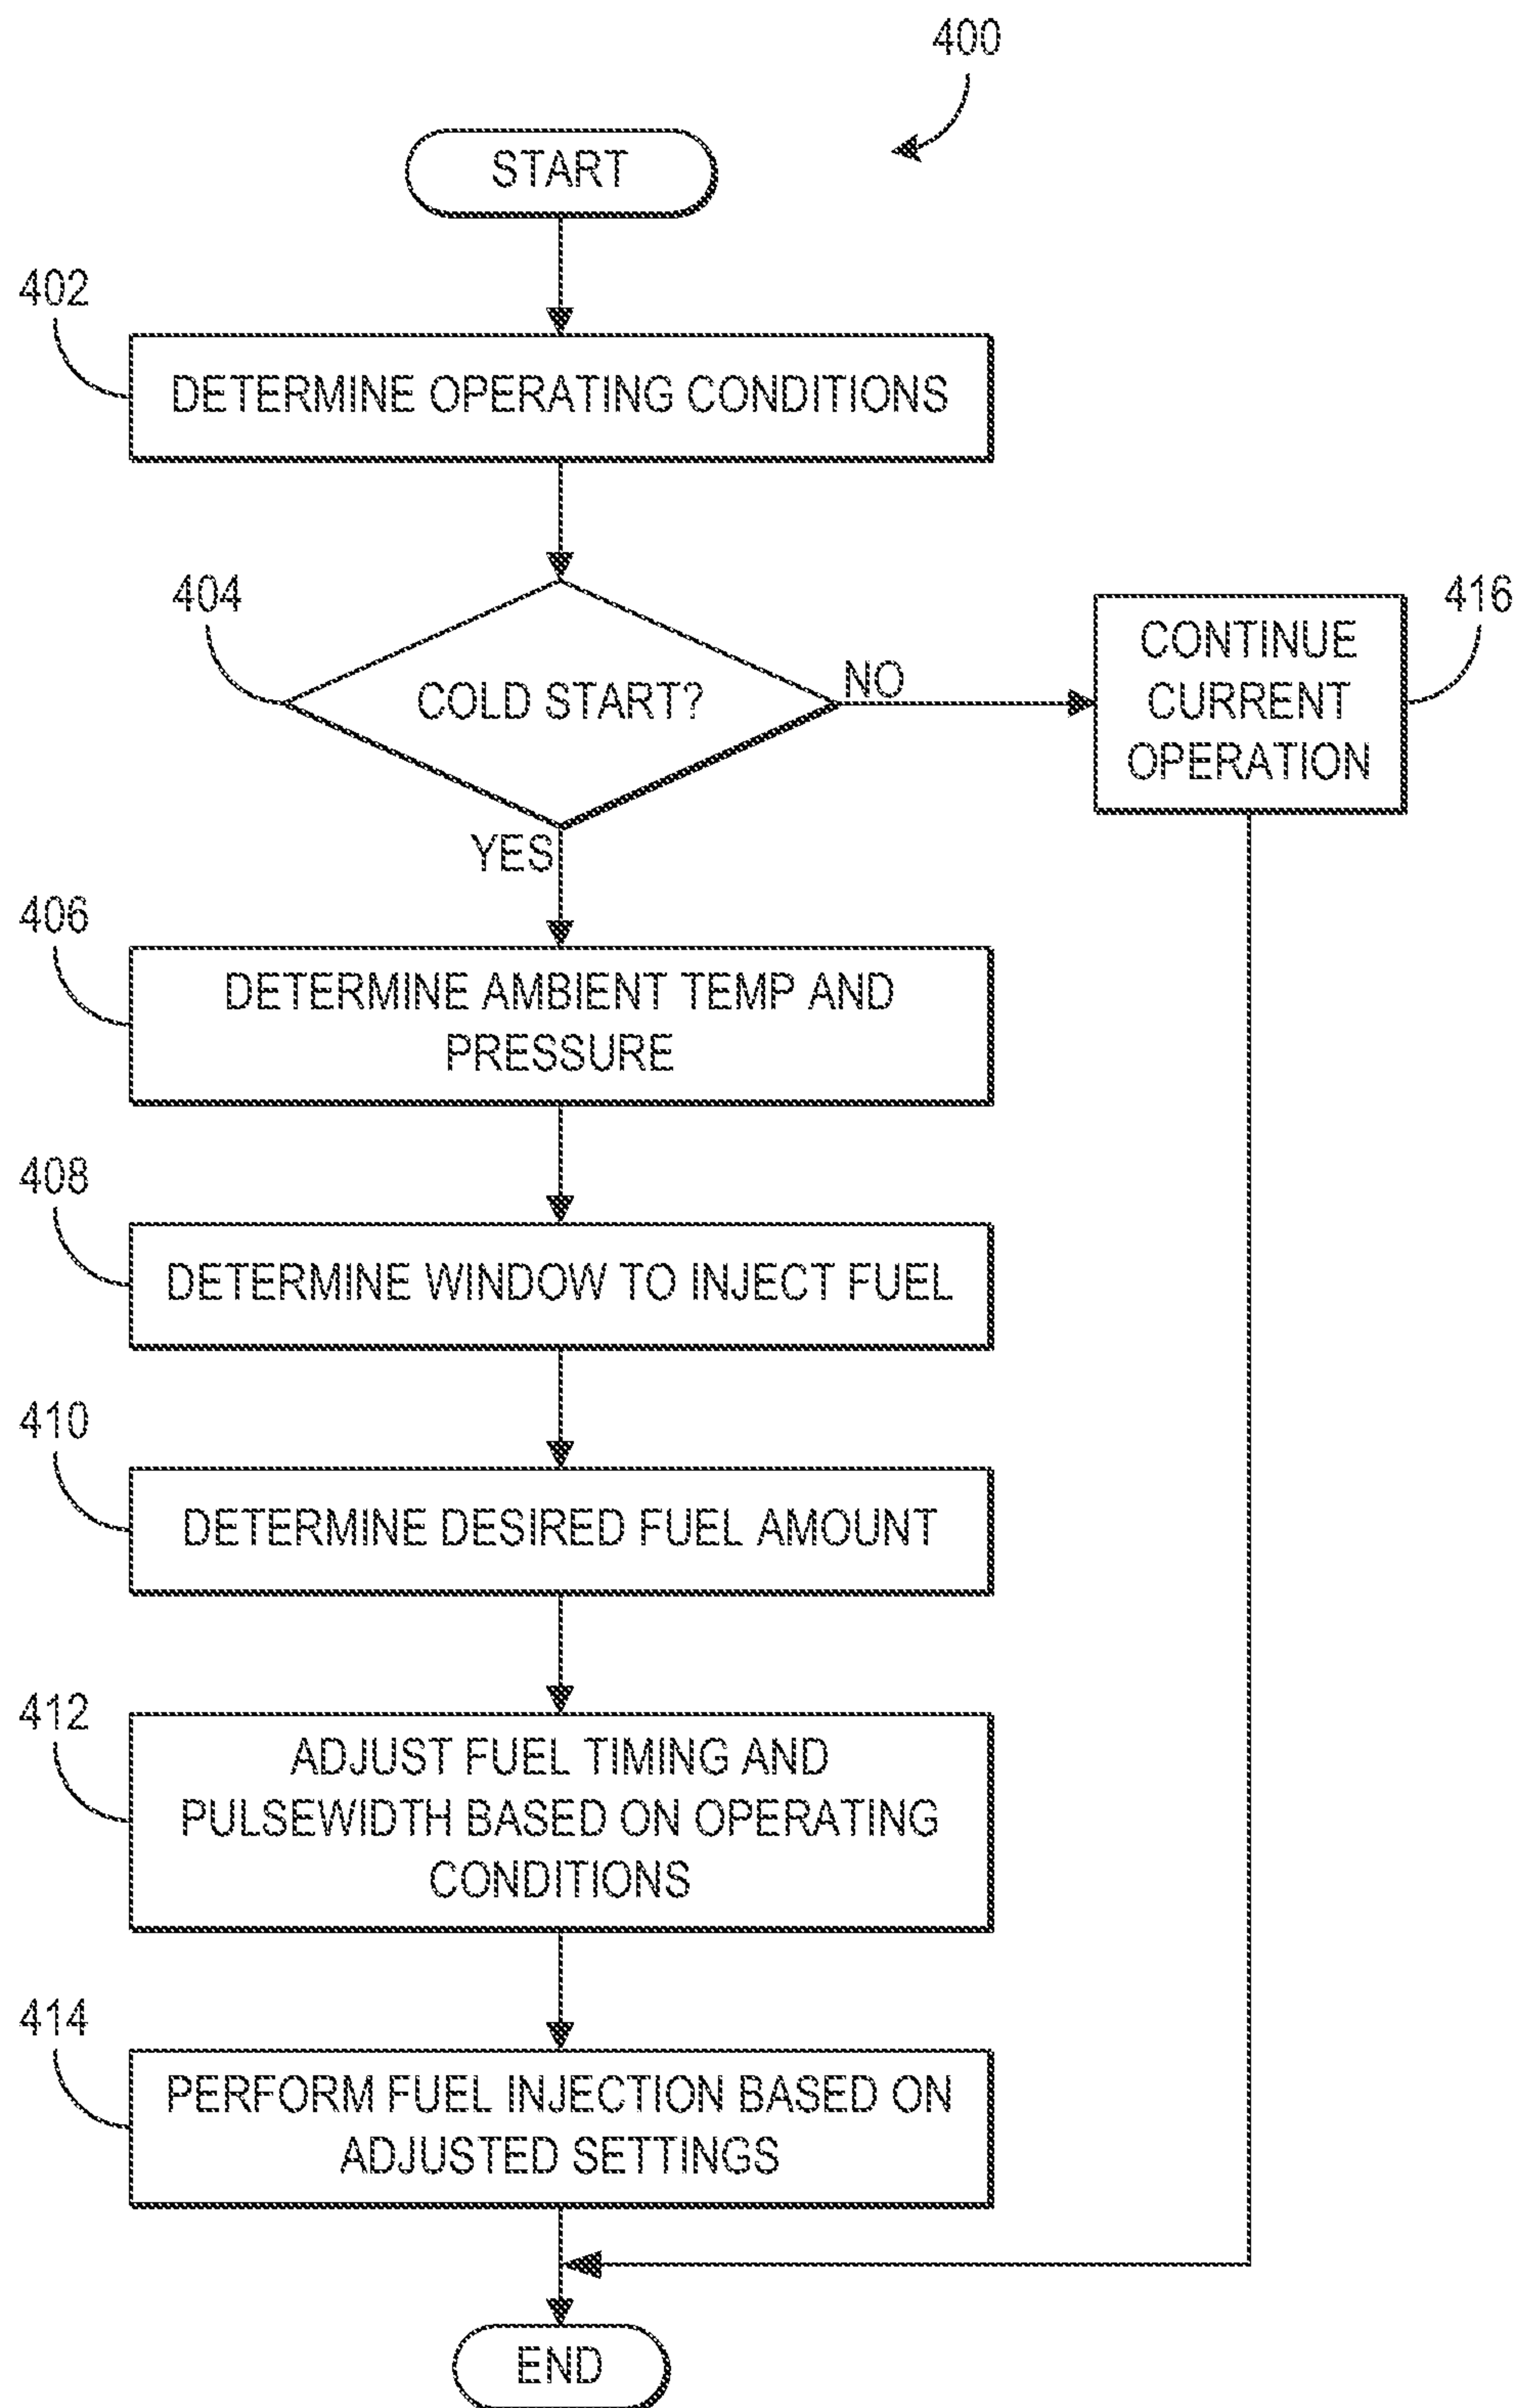 400
START
402
DETERMINE OPERATING CONDITIONS
404
COLD START?
NO
416
CONTINUE
CURRENT
OPERATION
YES
406
DETERMINE AMBIENT TEMP AND
PRESSURE
408
DETERMINE WINDOW TO INJECT FUEL
410
DETERMINE DESIRED FUEL AMOUNT
412
ADJUST FUEL TIMING AND
PULSEWIDTH BASED ON OPERATING
CONDITIONS
414
PERFORM FUEL INJECTION BASED ON
ADJUSTED SETTINGS
END